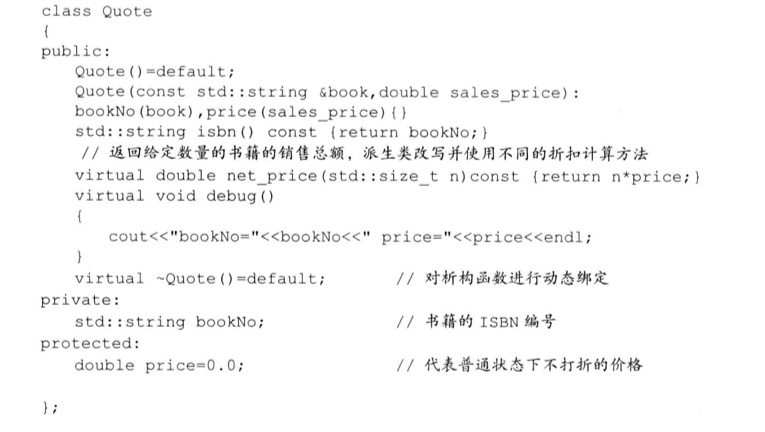 class Quote
{
public:
Quote()=default;
Quote(const std::string &book,double sales_price):
bookNo(book),price(sales_price){}
std::string isbn() const {return bookNo;}
// 返回给定数量的书籍的销售总额，派生类改写并使用不同的折扣计算方法
virtual double net_price(std::size_t n)const {return n*price;}
virtual void debug()
{
cout<<"bookNo="<<bookNo<<" price="<<price<<endl;
}
virtual ~Quote()=default; // 对析构函数进行动态绑定
private:
std::string bookNo; // 书籍的 ISBN 编号
protected:
double price=0.0; // 代表普通状态下不打折的价格
};